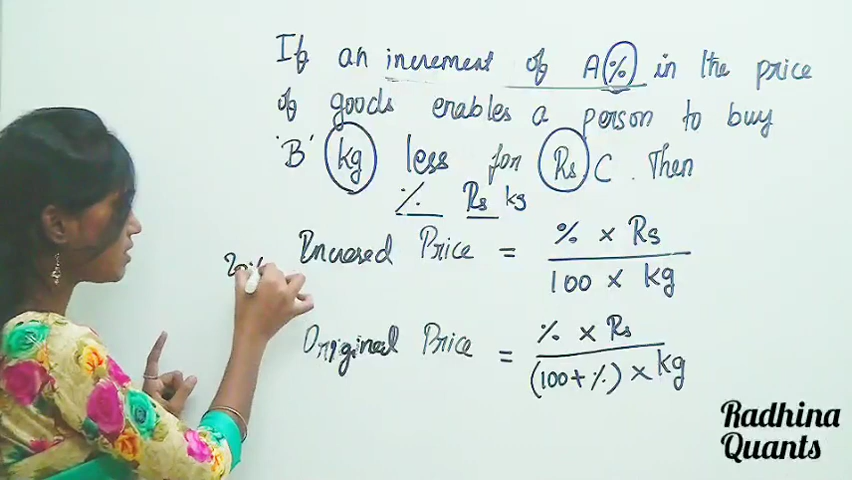 If an increment of A% in the price
of goods enables a person to buy
'B' kg less for Rs. C. Then
% Rs kg
Increased Price = % × Rs / 100 × kg
Original Price = % × Rs / (100 + %) × kg
Radhina
Quants